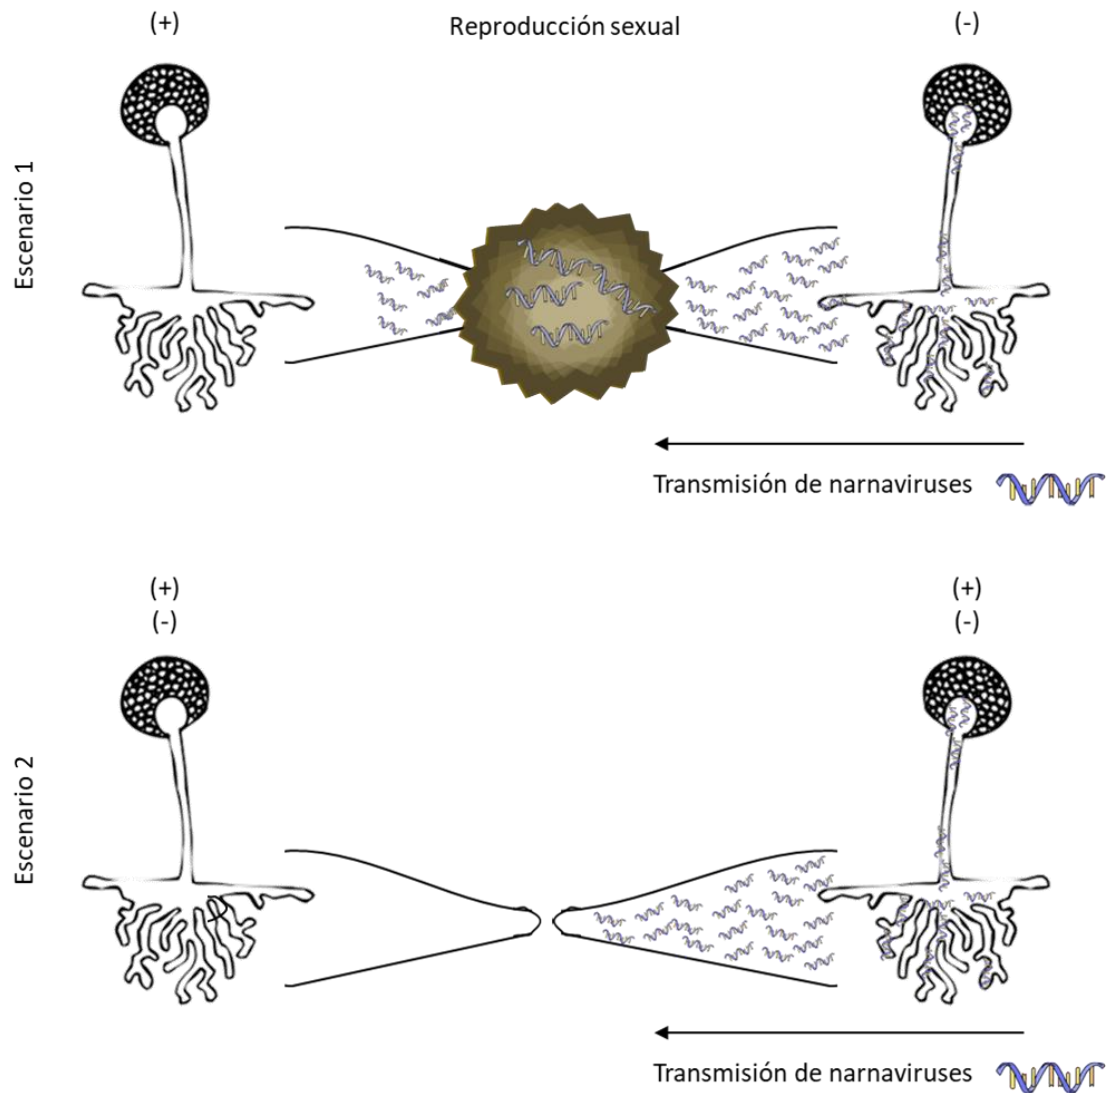 (+)
Reproducción sexual
(-)
Escenario 1
Transmisión de narnaviruses
(+)
(-)
(+)
(-)
Escenario 2
Transmisión de narnaviruses